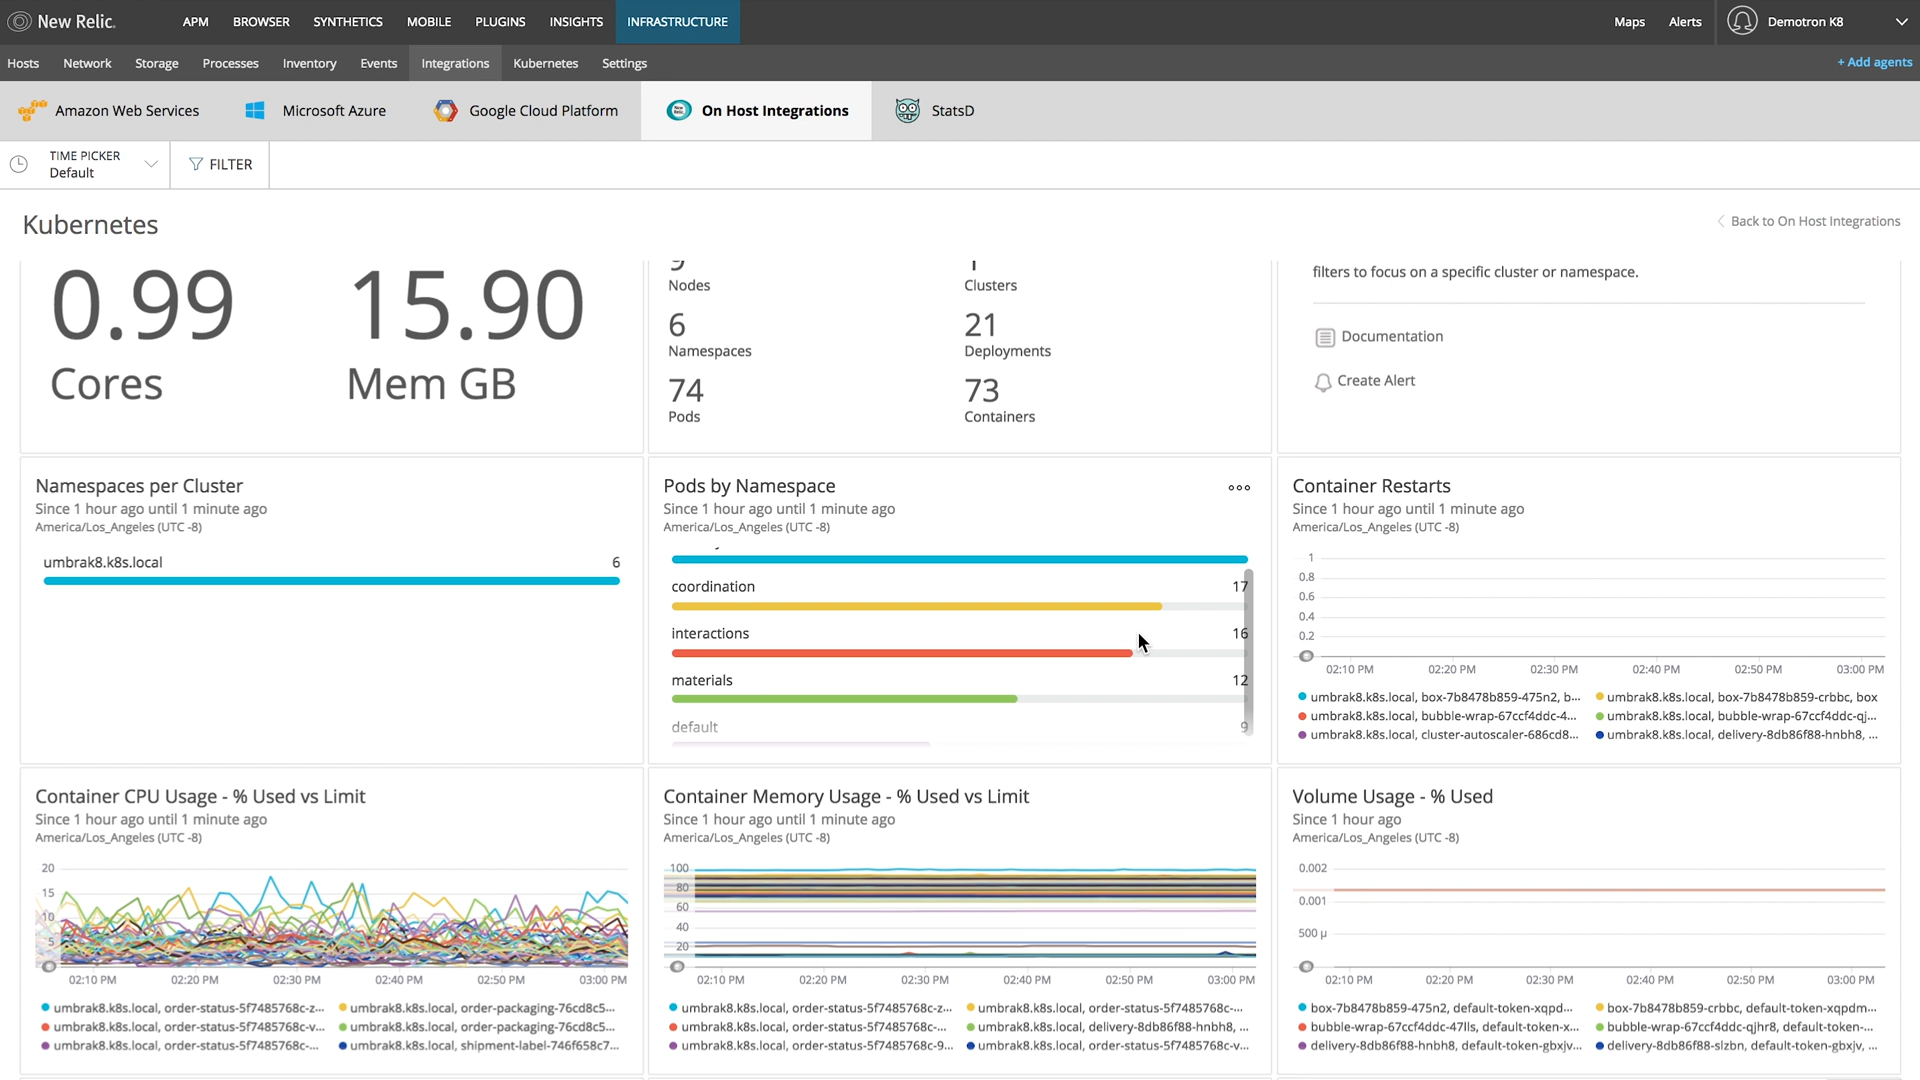 New Relic.
APM BROWSER SYNTHETICS MOBILE PLUGINS INSIGHTS INFRASTRUCTURE Maps Alerts Demotron K8
Hosts Network Storage Processes Inventory Events Integrations Kubernetes Settings + Add agents
Amazon Web Services Microsoft Azure Google Cloud Platform On Host Integrations StatsD
TIME PICKER
Default
FILTER
Kubernetes
Back to On Host Integrations
0.99
Cores
15.90
Mem GB
Nodes
Clusters
6
Namespaces
21
Deployments
74
Pods
73
Containers
filters to focus on a specific cluster or namespace.
Documentation
Create Alert
Namespaces per Cluster
Since 1 hour ago until 1 minute ago
America/Los_Angeles (UTC -8)
umbrak8.k8s.local 6
Pods by Namespace
Since 1 hour ago until 1 minute ago
America/Los_Angeles (UTC -8)
coordination 17
interactions 16
materials 12
default 9
Container Restarts
Since 1 hour ago until 1 minute ago
America/Los_Angeles (UTC -8)
1
0.8
0.6
0.4
0.2
02:10 PM 02:20 PM 02:30 PM 02:40 PM 02:50 PM 03:00 PM
umbrak8.k8s.local, box-7b8478b859-475n2, b... umbrak8.k8s.local, box-7b8478b859-crbbc, box
umbrak8.k8s.local, bubble-wrap-67ccf4ddc-4... umbrak8.k8s.local, bubble-wrap-67ccf4ddc-qj...
umbrak8.k8s.local, cluster-autoscaler-686cd8... umbrak8.k8s.local, delivery-8db86f88-hnbh8, ...
Container CPU Usage - % Used vs Limit
Since 1 hour ago until 1 minute ago
America/Los_Angeles (UTC -8)
20
15
10
5
02:10 PM 02:20 PM 02:30 PM 02:40 PM 02:50 PM 03:00 PM
umbrak8.k8s.local, order-status-5f7485768c-z... umbrak8.k8s.local, order-packaging-76cd8c5...
umbrak8.k8s.local, order-status-5f7485768c-v... umbrak8.k8s.local, order-packaging-76cd8c5...
umbrak8.k8s.local, order-status-5f7485768c-... umbrak8.k8s.local, shipment-label-746f658c7...
Container Memory Usage - % Used vs Limit
Since 1 hour ago until 1 minute ago
America/Los_Angeles (UTC -8)
100
80
60
40
20
02:10 PM 02:20 PM 02:30 PM 02:40 PM 02:50 PM 03:00 PM
umbrak8.k8s.local, order-status-5f7485768c-z... umbrak8.k8s.local, order-status-5f7485768c-...
umbrak8.k8s.local, order-status-5f7485768c-... umbrak8.k8s.local, delivery-8db86f88-hnbh8, ...
umbrak8.k8s.local, order-status-5f7485768c-9... umbrak8.k8s.local, order-status-5f7485768c-v...
Volume Usage - % Used
Since 1 hour ago
America/Los_Angeles (UTC -8)
0.002
0.001
500 µ
02:10 PM 02:20 PM 02:30 PM 02:40 PM 02:50 PM 03:00 PM
box-7b8478b859-475n2, default-token-xqpd... box-7b8478b859-crbbc, default-token-xqpdm...
bubble-wrap-67ccf4ddc-47lls, default-token-x... bubble-wrap-67ccf4ddc-qjhr8, default-token-...
delivery-8db86f88-hnbh8, default-token-gbxjv... delivery-8db86f88-slzbn, default-token-gbxjv, ...